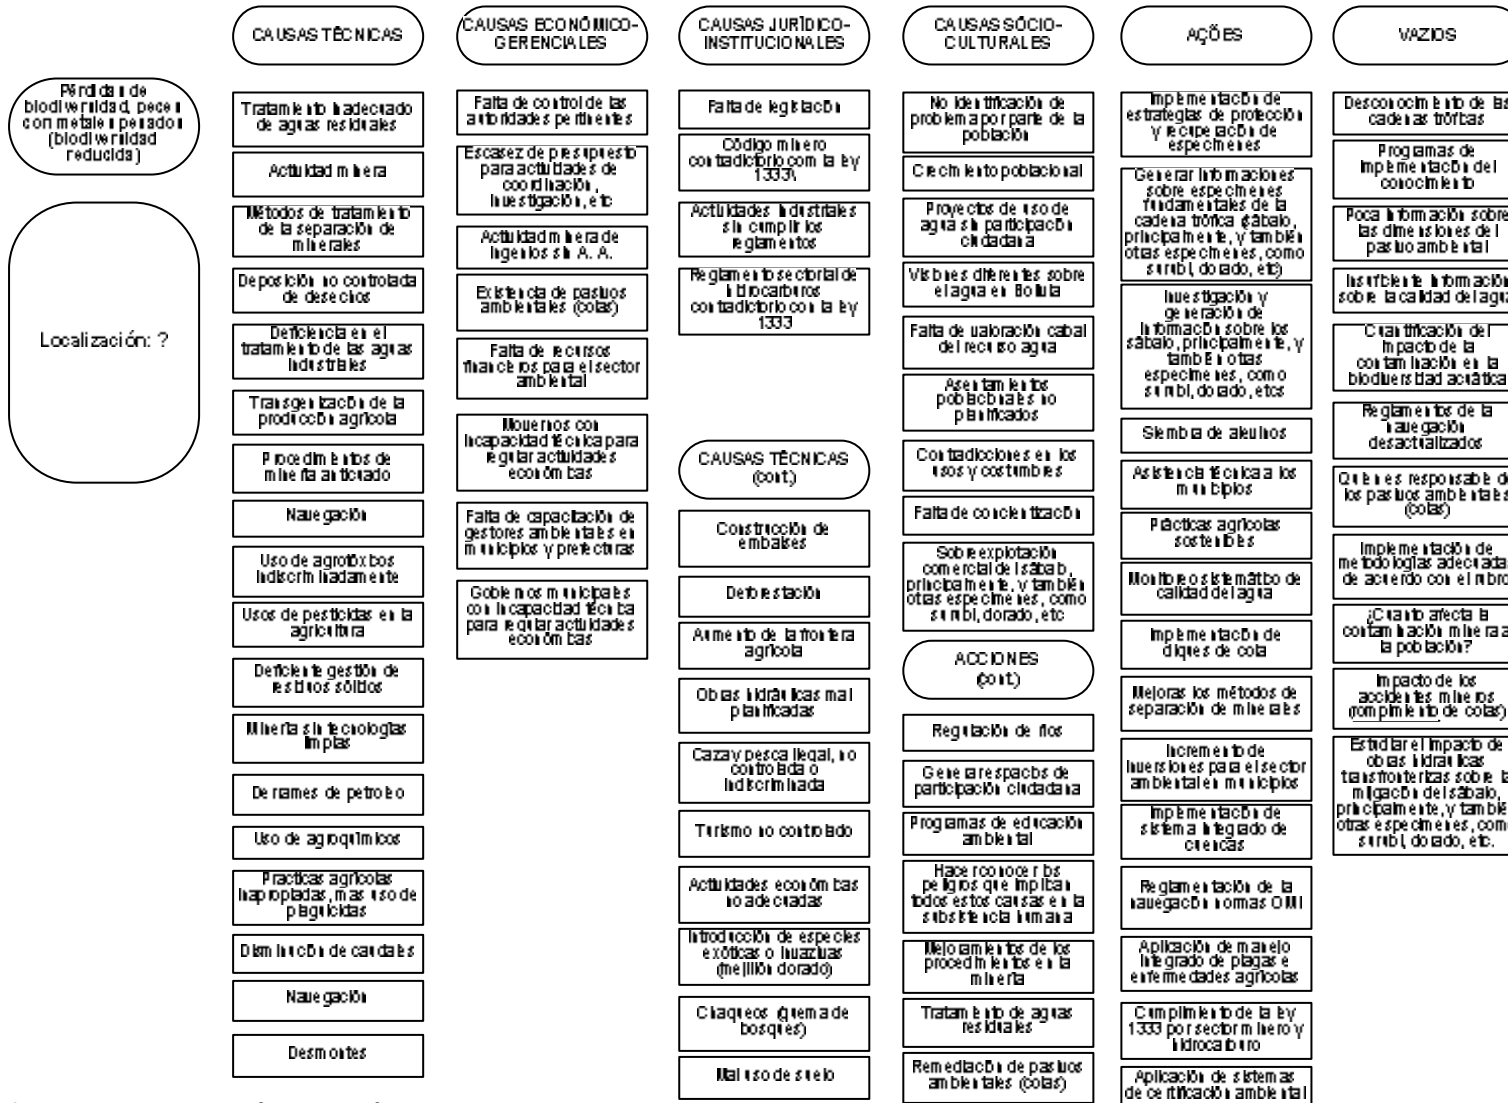 CAUSAS TÉCNICAS
CAUSAS ECONÓMICO-
GERENCIALES
CAUSAS JURÍDICO-
INSTITUCIONALES
CAUSAS SÓCIO-
CULTURALES
AÇÕES
VAZIOS
Pérdidas de
biodiversidad, peces
con metales pesados
(biodiversidad
reducida)
Localización: ?
Tratamiento inadecuado
de aguas residuales
Actividad minera
Métodos de tratamiento
de la separación de
minerales
Deposición no controlada
de desechos
Deficiencia en el
tratamiento de las aguas
industriales
Transgenización de la
producción agrícola
Procedimientos de
minería anticuado
Navegación
Uso de agrotóxicos
indiscriminadamente
Usos de pesticidas en la
agricultura
Deficiente gestión de
residuos sólidos
Minería sin tecnologías
limpias
Derrames de petroleo
Uso de agroquímicos
Practicas agrícolas
inapropiadas, mas uso de
plaguicidas
Disminución de caudales
Navegación
Desmontes
Falta de control de las
autoridades pertinentes
Escasez de presupuesto
para actividades de
coordinación,
investigación, etc
Actividad minera de
ingenios sin A. A.
Existencia de pasivos
ambientales (colas)
Falta de recursos
financieros para el sector
ambiental
incapacidad técnica para
regular actividades
económicas
Falta de capacitación de
gestores ambientales en
municipios y prefecturas
Gobiernos municipales
con incapacidad técnica
para regular actividades
económicas
Falta de legislación
Código minero
contradictorio com la ley
1333\
Actividades industriales
sin cumplir los
reglamentos
Reglamento sectorial de
hidrocarburos
contradictorio con la ley
1333
CAUSAS TÉCNICAS
(cont.)
Construcción de
embalses
Deforestación
Aumento de la frontera
agrícola
Obras hidráulicas mal
planificadas
Caza y pesca ilegal, no
controlada o
indiscriminada
Turismo no controlado
Actividades económicas
no adecuadas
Introducción de especies
exóticas o invazivas
(mejillón dorado)
Chaqueos (quema de
bosques)
Mal uso de suelo
No identificación de
problema por parte de la
población
Crecimiento poblacional
Proyectos de uso de
agua sin participación
ciudadana
Visiones diferentes sobre
el agua en Bolivia
Falta de valoración cabal
del recurso agua
Asentamientos
poblacionales no
planificados
Contradicciones en los
usos y costumbres
Falta de concientización
Sobreexplotación
comercial del sábalo,
principalmente, y también
otras especímenes, como
surubí, dorado, etc
ACCIONES
(cont.)
Regulación de ríos
Generar espacios de
participación ciudadana
Programas de educación
ambiental
Hacer conocer los
peligros que implican
todos estos causas en la
subsistencia humana
Mejoramientos de los
procedimientos en la
minería
Tratamiento de aguas
residuales
Remediación de pasivos
ambientales (colas)
Implementación de
estrategias de protección
y recuperación de
especímenes
Generar informaciones
sobre especímenes
fundamentales de la
cadena trófica (sábalo,
principalmente, y también
otras especímenes, como
surubí, dorado, etc)
Investigación y
generación de
información sobre los
sábalo, principalmente, y
también otras
especímenes, como
surubí, dorado, etcs
Siembra de alevinos
Asistencia técnica a los
municipios
Prácticas agrícolas
sostenibles
Monitoreo sistemático de
calidad del agua
Implementación de
diques de cola
Mejoras los métodos de
separación de minerales
Incremento de
inversiones para el sector
ambiental en municipios
Implementación de
sistema integrado de
cuencas
Reglamentación de la
navegación normas OMI
Aplicación de manejo
integrado de plagas e
enfermedades agrícolas
Cumplimiento de la ley
1333 por sector minero y
hidrocarburo
Aplicación de sistemas
de certificación ambiental
Desconocimiento de las
cadenas tróficas
Programas de
implementación del
conocimiento
Poca información sobre
las dimensiones del
pasivo ambiental
Insuficiente información
sobre la calidad del agua
Cuantificación del
impacto de la
contaminación en la
biodiversidad acuática
Reglamentos de la
navegación
desactualizados
Quien es responsable de
los pasivos ambientales
(colas)
Implementación de
metodologías adecuadas
de acuerdo con el rubro
¿Cuanto afecta la
contaminación minera a
la población?
Impacto de los
accidentes mineros
(rompimiento de colas)
Estudiar el impacto de
obras hidraulicas
transfronterizas sobre la
migación del sábalo,
principalmente, y también
otras especímenes, como
surubí, dorado, etc.